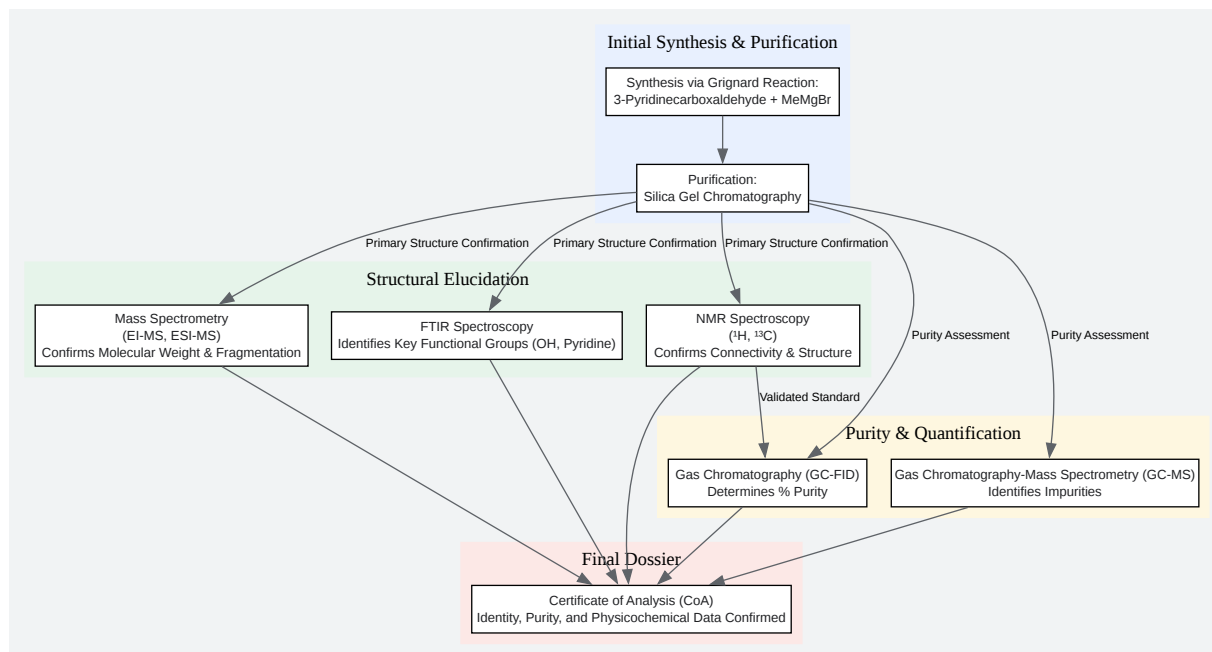 Initial Synthesis & Purification
Synthesis via Grignard Reaction:
3-Pyridinecarboxaldehyde + MeMgBr
Purification:
Silica Gel Chromatography
Primary Structure Confirmation
Primary Structure Confirmation
Primary Structure Confirmation
Structural Elucidation
Mass Spectrometry
(EI-MS, ESI-MS)
Confirms Molecular Weight & Fragmentation
FTIR Spectroscopy
Identifies Key Functional Groups (OH, Pyridine)
NMR Spectroscopy
(¹H, ¹³C)
Confirms Connectivity & Structure
Purity Assessment
Purity Assessment
Validated Standard
Purity & Quantification
Gas Chromatography (GC-FID)
Determines % Purity
Gas Chromatography-Mass Spectrometry (GC-MS)
Identifies Impurities
Final Dossier
Certificate of Analysis (CoA)
Identity, Purity, and Physicochemical Data Confirmed